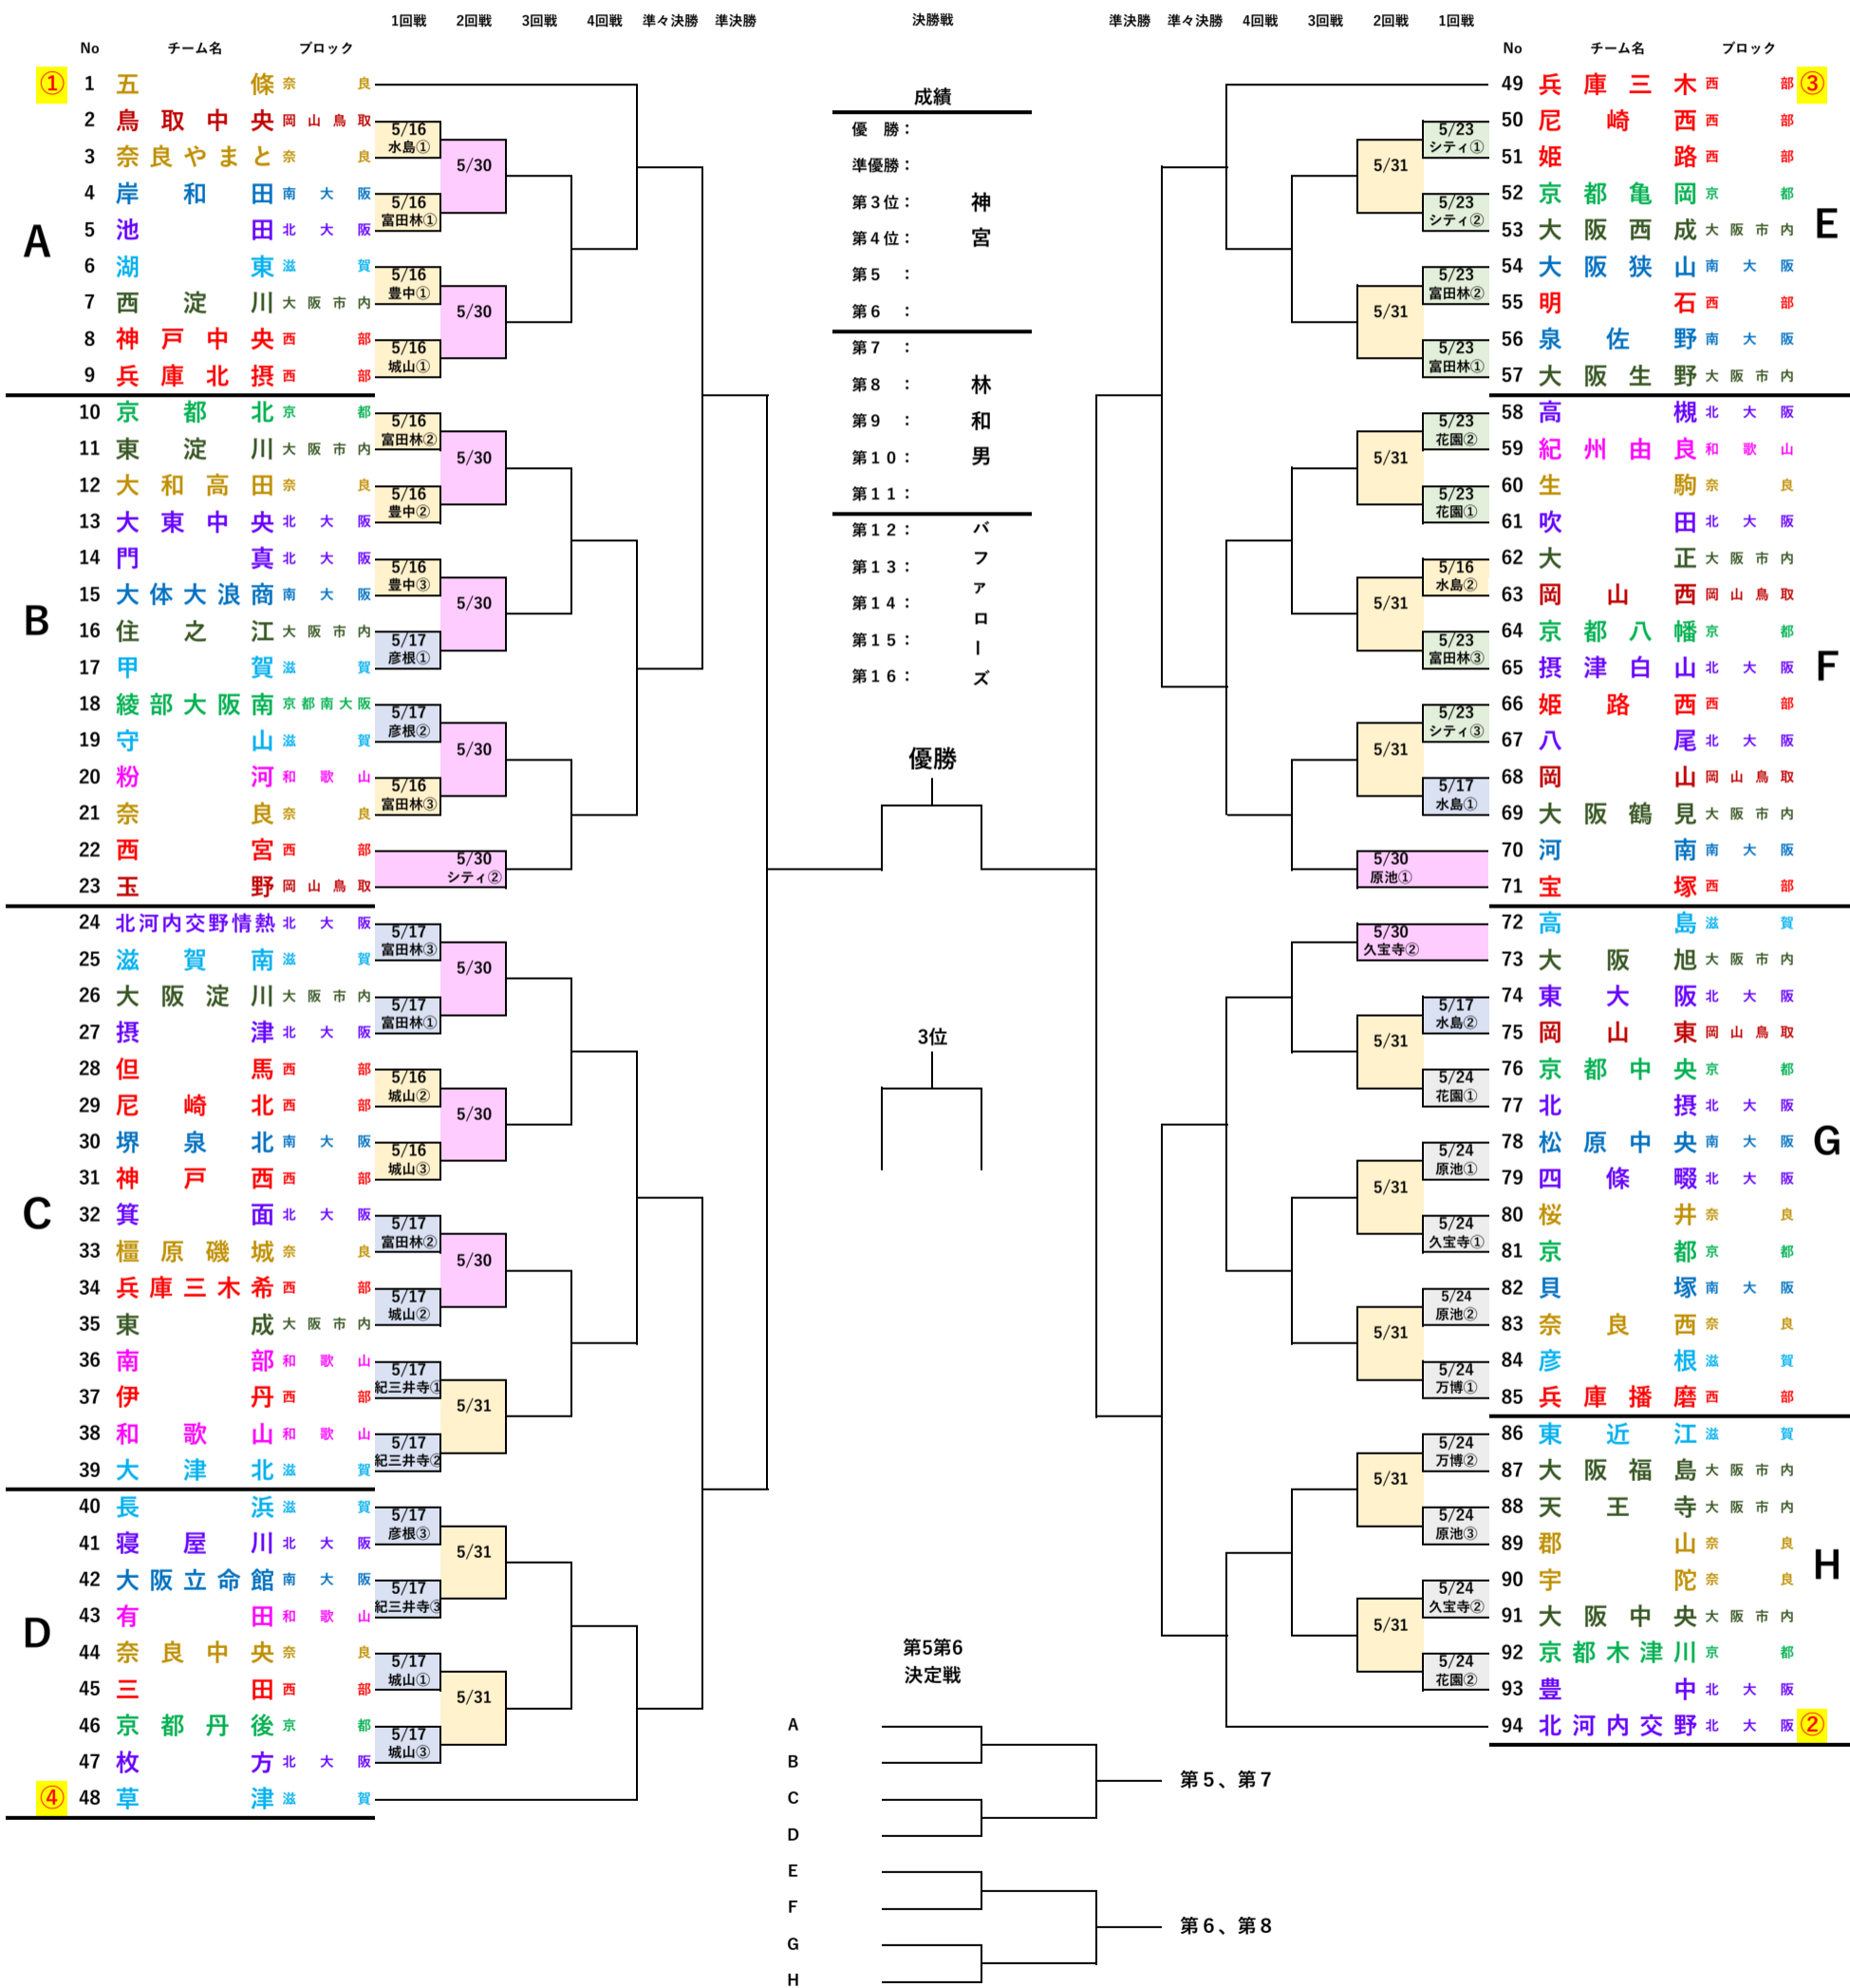 1回戦 2回戦 3回戦 4回戦 準々決勝 準決勝 決勝戦 準決勝 準々決勝 4回戦 3回戦 2回戦 1回戦
No チーム名 ブロック
① 1 五條 奈良
2 鳥取中央 岡山鳥取
5/16
水島①
3 奈良やまと 奈良
5/30
4 岸和田 南大阪
5/16
富田林①
5 池田 北大阪
A
6 湖東 滋賀
5/16
豊中①
7 西淀川 大阪市内
5/30
8 神戸中央 西部
5/16
城山①
9 兵庫北摂 西部
10 京都北 京都
5/16
富田林②
11 東淀川 大阪市内
5/30
12 大和高田 奈良
5/16
豊中②
13 大東中央 北大阪
14 門真 北大阪
5/16
豊中③
15 大体大浪商 南大阪
5/30
B
16 住之江 大阪市内
5/17
彦根①
17 甲賀 滋賀
18 綾部大阪南 京都南大阪
5/17
彦根②
19 守山 滋賀
5/30
20 粉河 和歌山
5/16
富田林③
21 奈良 奈良
22 西宮 西部
5/30
シティ②
23 玉野 岡山鳥取
24 北河内交野情熱 北大阪
5/17
富田林③
25 滋賀南 滋賀
5/30
26 大阪淀川 大阪市内
5/17
富田林①
27 摂津 北大阪
28 但馬 西部
5/16
城山②
29 尼崎北 西部
5/30
30 堺泉北 南大阪
5/16
城山③
31 神戸西 西部
C
32 箕面 北大阪
5/17
富田林②
33 橿原磯城 奈良
5/30
34 兵庫三木希 西部
5/17
城山②
35 東成 大阪市内
36 南部 和歌山
5/17
紀三井寺①
37 伊丹 西部
5/31
38 和歌山 和歌山
5/17
紀三井寺②
39 大津北 滋賀
40 長浜 滋賀
5/17
彦根③
41 寝屋川 北大阪
5/31
42 大阪立命館 南大阪
5/17
紀三井寺③
43 有田 和歌山
D
44 奈良中央 奈良
5/17
城山①
45 三田 西部
5/31
46 京都丹後 京都
5/17
城山③
47 枚方 北大阪
④ 48 草津 滋賀
成績
優 勝：
準優勝：
第３位： 神
第４位： 宮
第５ ：
第６ ：
第７ ：
第８ ： 林
第９ ： 和
第１０： 男
第１１：
第１２： バ
第１３： フ
ァ
第１４： ロ
第１５： ー
第１６： ズ
優勝
3位
第5第6
決定戦
A
B
第５、第７
C
D
E
F
第６、第８
G
H
No チーム名 ブロック
49 兵庫三木 西部 ③
50 尼崎西 西部
5/23
シティ①
51 姫路 西部
5/31
52 京都亀岡 京都
5/23
シティ②
53 大阪西成 大阪市内
E
54 大阪狭山 南大阪
5/23
富田林②
55 明石 西部
5/31
56 泉佐野 南大阪
5/23
富田林①
57 大阪生野 大阪市内
58 高槻 北大阪
5/23
花園②
59 紀州由良 和歌山
5/31
60 生駒 奈良
5/23
花園①
61 吹田 北大阪
62 大正 大阪市内
5/16
水島②
63 岡山西 岡山鳥取
5/31
64 京都八幡 京都
5/23
富田林③
65 摂津白山 北大阪
F
66 姫路西 西部
5/23
シティ③
67 八尾 北大阪
5/31
68 岡山 岡山鳥取
5/17
水島①
69 大阪鶴見 大阪市内
70 河南 南大阪
5/30
原池①
71 宝塚 西部
72 高島 滋賀
5/30
久宝寺②
73 大阪旭 大阪市内
74 東大阪 北大阪
5/17
水島②
75 岡山東 岡山鳥取
5/31
76 京都中央 京都
5/24
花園①
77 北摂 北大阪
78 松原中央 南大阪
5/24
原池①
G
79 四條畷 北大阪
5/31
80 桜井 奈良
5/24
久宝寺①
81 京都 京都
82 貝塚 南大阪
5/24
原池②
83 奈良西 奈良
5/31
84 彦根 滋賀
5/24
万博①
85 兵庫播磨 西部
86 東近江 滋賀
5/24
万博②
87 大阪福島 大阪市内
5/31
88 天王寺 大阪市内
5/24
原池③
89 郡山 奈良
H
90 宇陀 奈良
5/24
久宝寺②
91 大阪中央 大阪市内
5/31
92 京都木津川 京都
5/24
花園②
93 豊中 北大阪
94 北河内交野 北大阪 ②